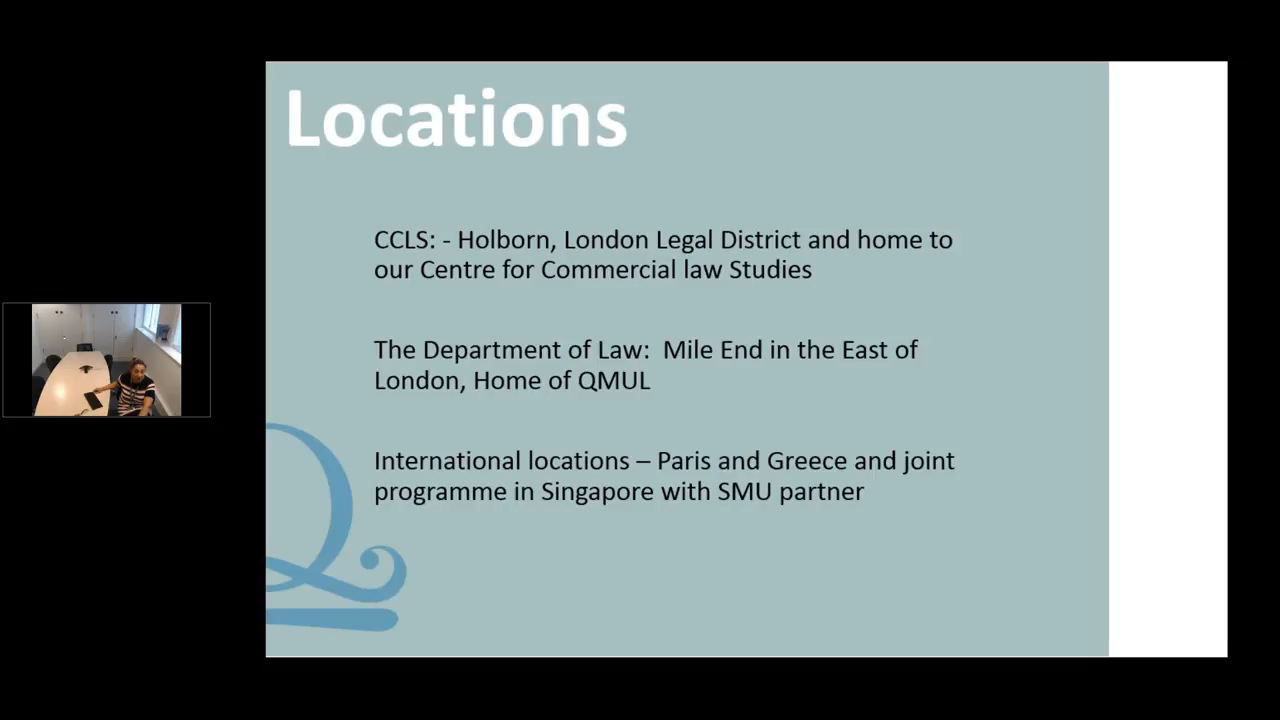 Locations
CCLS: - Holborn, London Legal District and home to
our Centre for Commercial law Studies
The Department of Law:  Mile End in the East of
London, Home of QMUL
International locations – Paris and Greece and joint
programme in Singapore with SMU partner